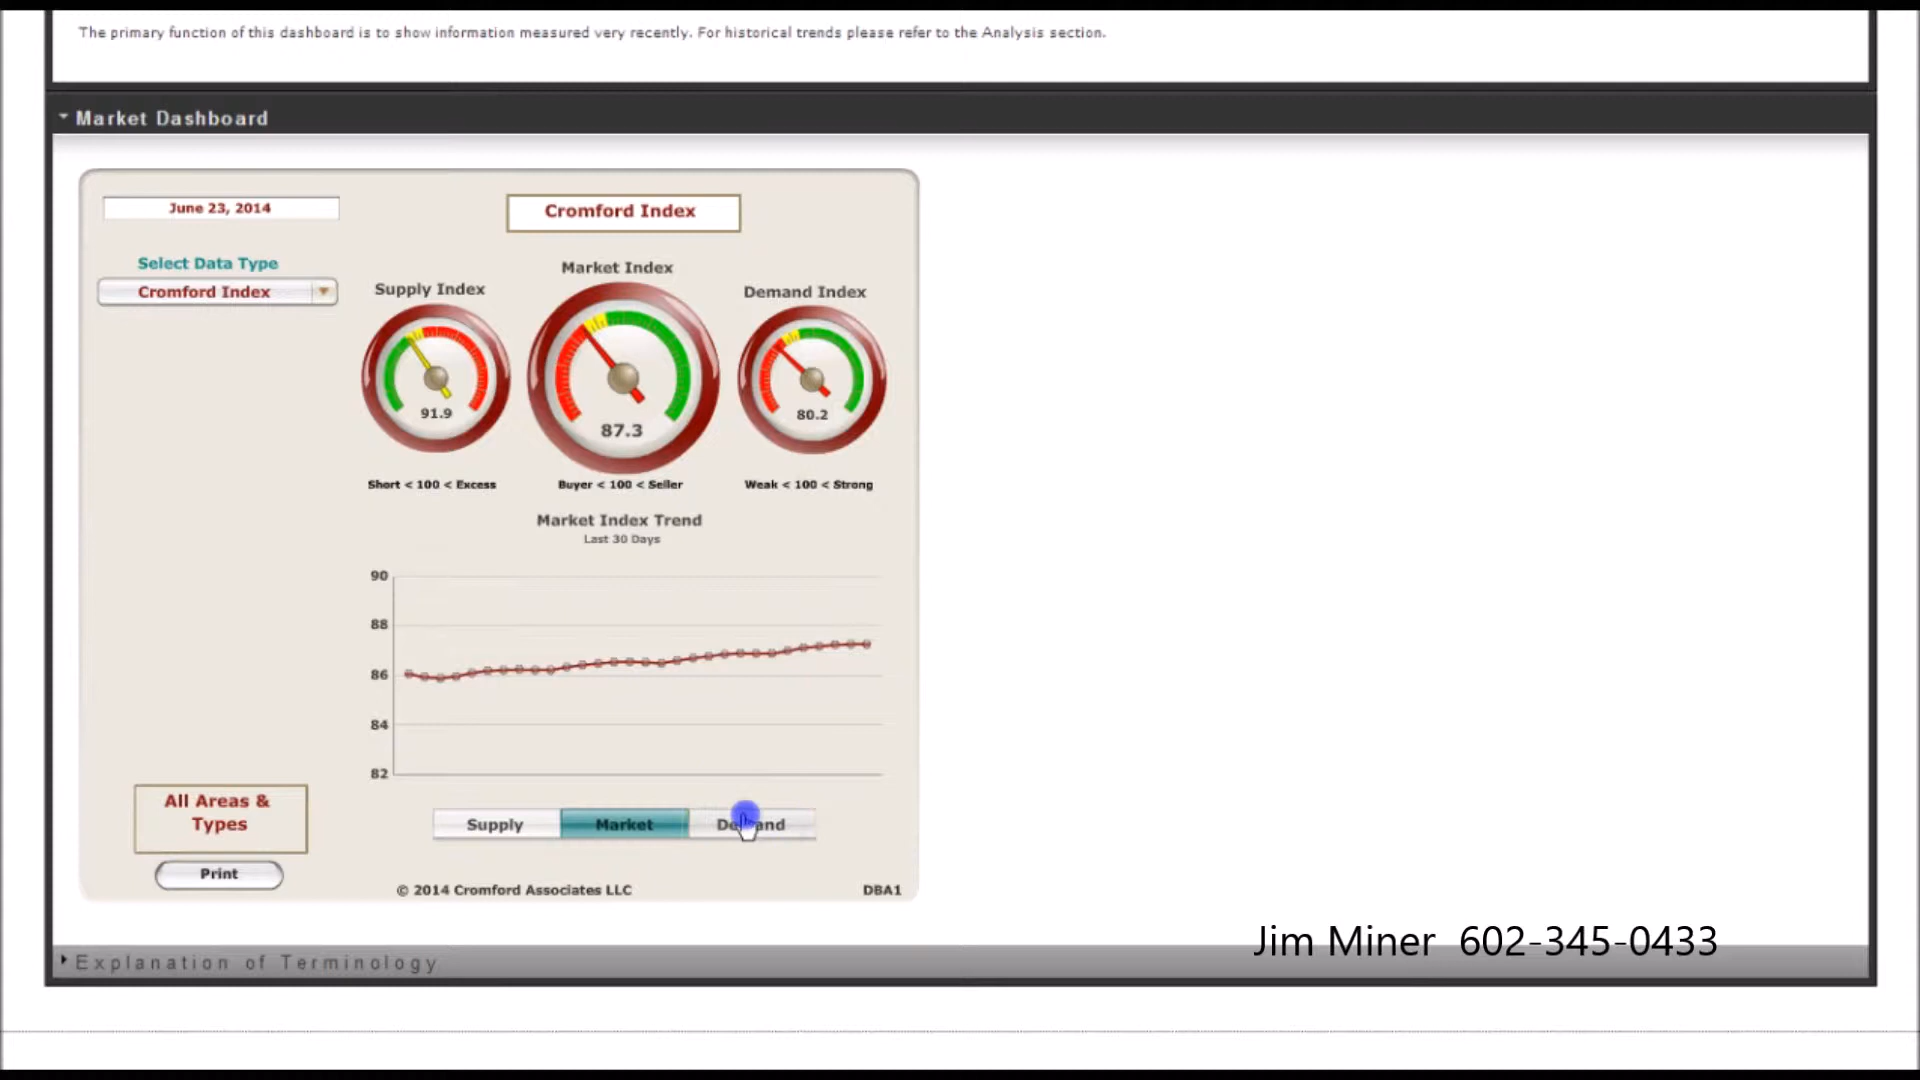 The primary function of this dashboard is to show information measured very recently. For historical trends please refer to the Analysis section.
Market Dashboard
June 23, 2014
Cromford Index
Select Data Type
Cromford Index
Supply Index
Market Index
Demand Index
91.9
87.3
80.2
Short < 100 < Excess
Buyer < 100 < Seller
Weak < 100 < Strong
Market Index Trend
Last 30 Days
90
88
86
84
82
All Areas &
Types
Print
Supply
Market
Demand
© 2014 Cromford Associates LLC
DBA1
Jim Miner 602-345-0433
Explanation of Terminology